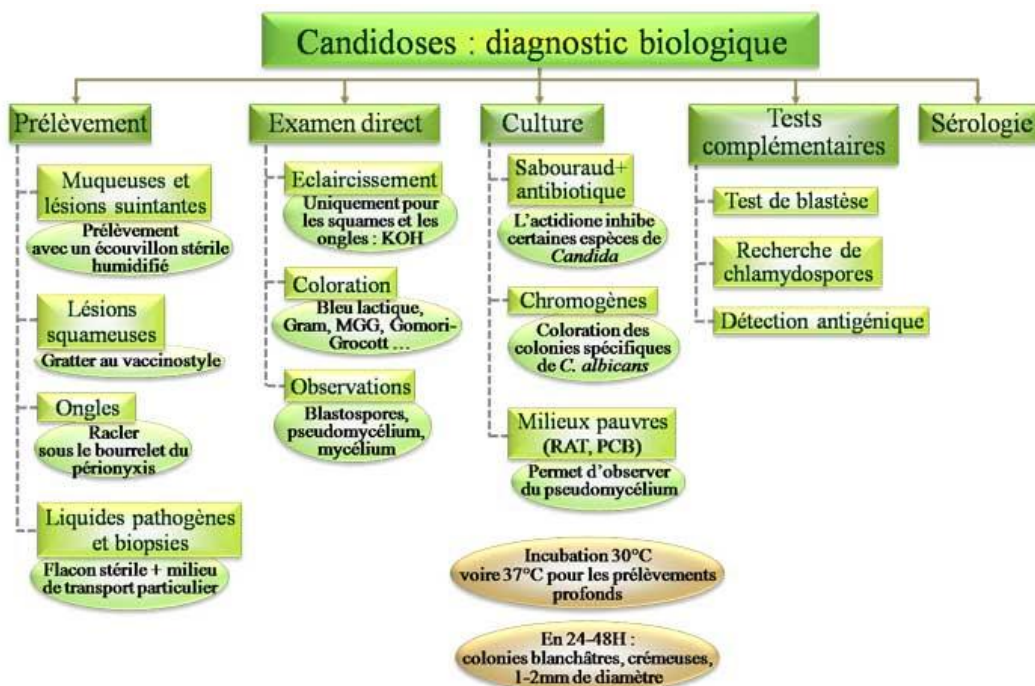 Candidoses : diagnostic biologique
Prélèvement
Muqueuses et
lésions suintantes
Prélèvement
avec un écouvillon stérile
humidifié
Lésions
squameuses
Gratter au vaccinostyle
Ongles
Racler
sous le bourrelet du
périonyxis
Liquides pathogènes
et biopsies
Flacon stérile + milieu
de transport particulier
Examen direct
Eclaircissement
Uniquement pour
les squames et les
ongles : KOH
Coloration
Bleu lactique,
Gram, MGG, Gomori-
Grocott ...
Observations
Blastospores,
pseudomycélium,
mycélium
Culture
Sabouraud+
antibiotique
L'actidione inhibe
certaines espèces de
Candida
Chromogènes
Coloration des
colonies spécifiques
de C. albicans
Milieux pauvres
(RAT, PCB)
Permet d'observer
du pseudomycélium
Incubation 30°C
voire 37°C pour les prélèvements
profonds
En 24-48H :
colonies blanchâtres, crémeuses,
1-2mm de diamètre
Tests
complémentaires
Test de blastèse
Recherche de
chlamydospores
Détection antigénique
Sérologie